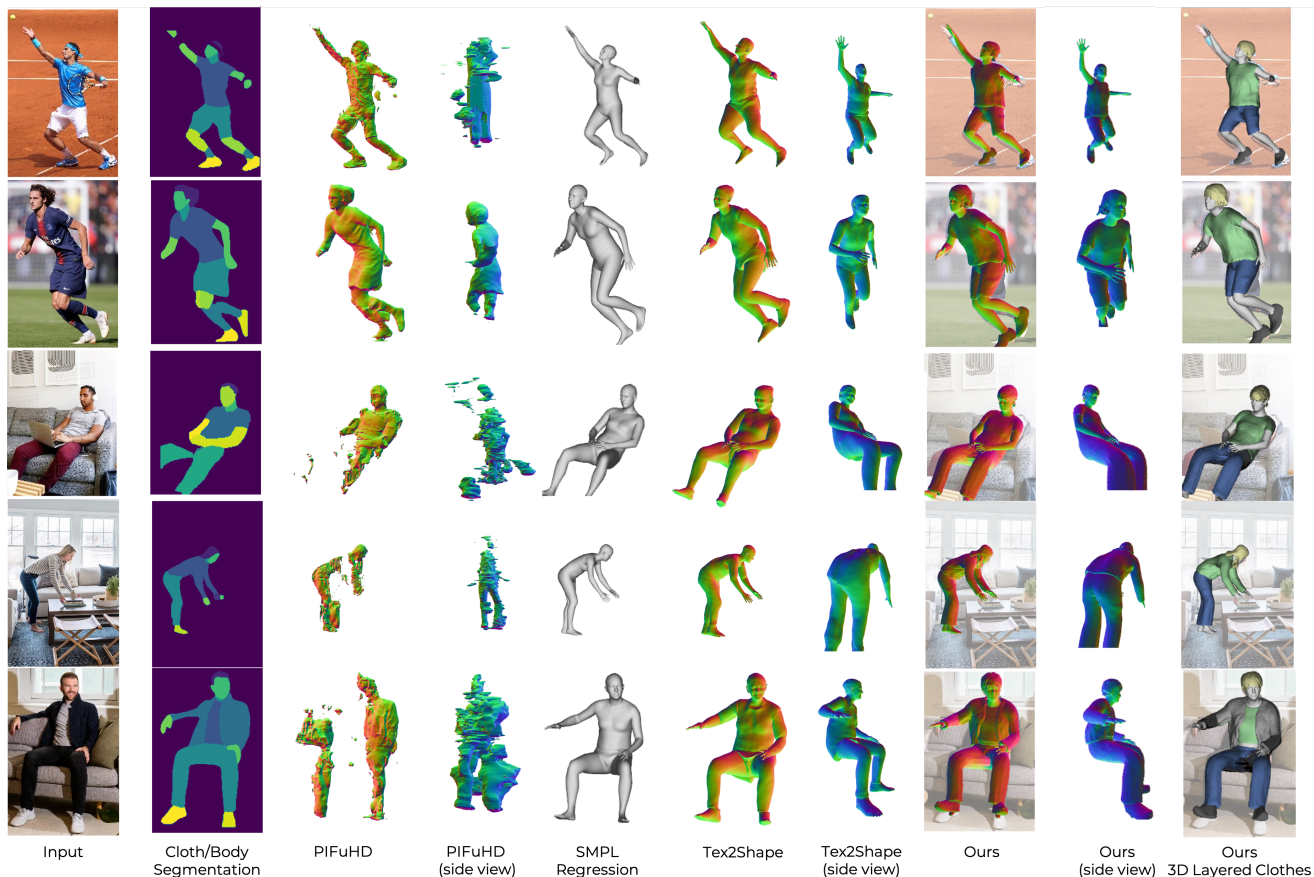 Input
Cloth/Body
Segmentation
PIFuHD
PIFuHD
(side view)
SMPL
Regression
Tex2Shape
Tex2Shape
(side view)
Ours
Ours
(side view)
Ours
3D Layered Clothes